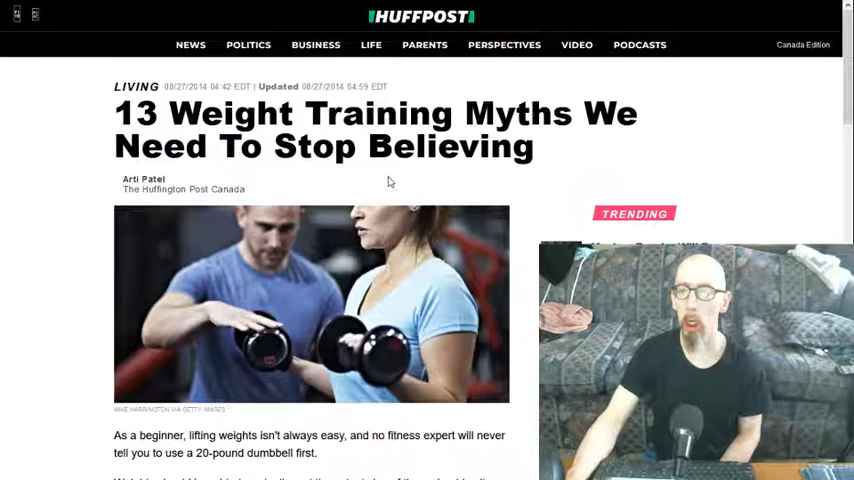 HUFFPOST
NEWS POLITICS BUSINESS LIFE PARENTS PERSPECTIVES VIDEO PODCASTS Canada Edition
LIVING 08/27/2014 04:42 EDT | Updated 08/27/2014 04:59 EDT
13 Weight Training Myths We
Need To Stop Believing
Arti Patel
The Huffington Post Canada
TRENDING
MIKE HARRINGTON VIA GETTY IMAGES
As a beginner, lifting weights isn't always easy, and no fitness expert will never
tell you to use a 20-pound dumbbell first.